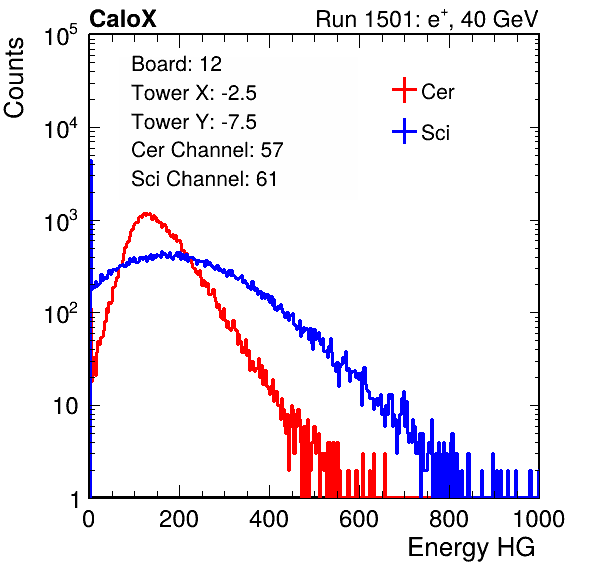 CaloX Run 1501: e⁺, 40 GeV
Counts
10⁵
10⁴
10³
10²
10
1
Board: 12
Tower X: -2.5
Tower Y: -7.5
Cer Channel: 57
Sci Channel: 61
Cer
Sci
0 200 400 600 800 1000
Energy HG